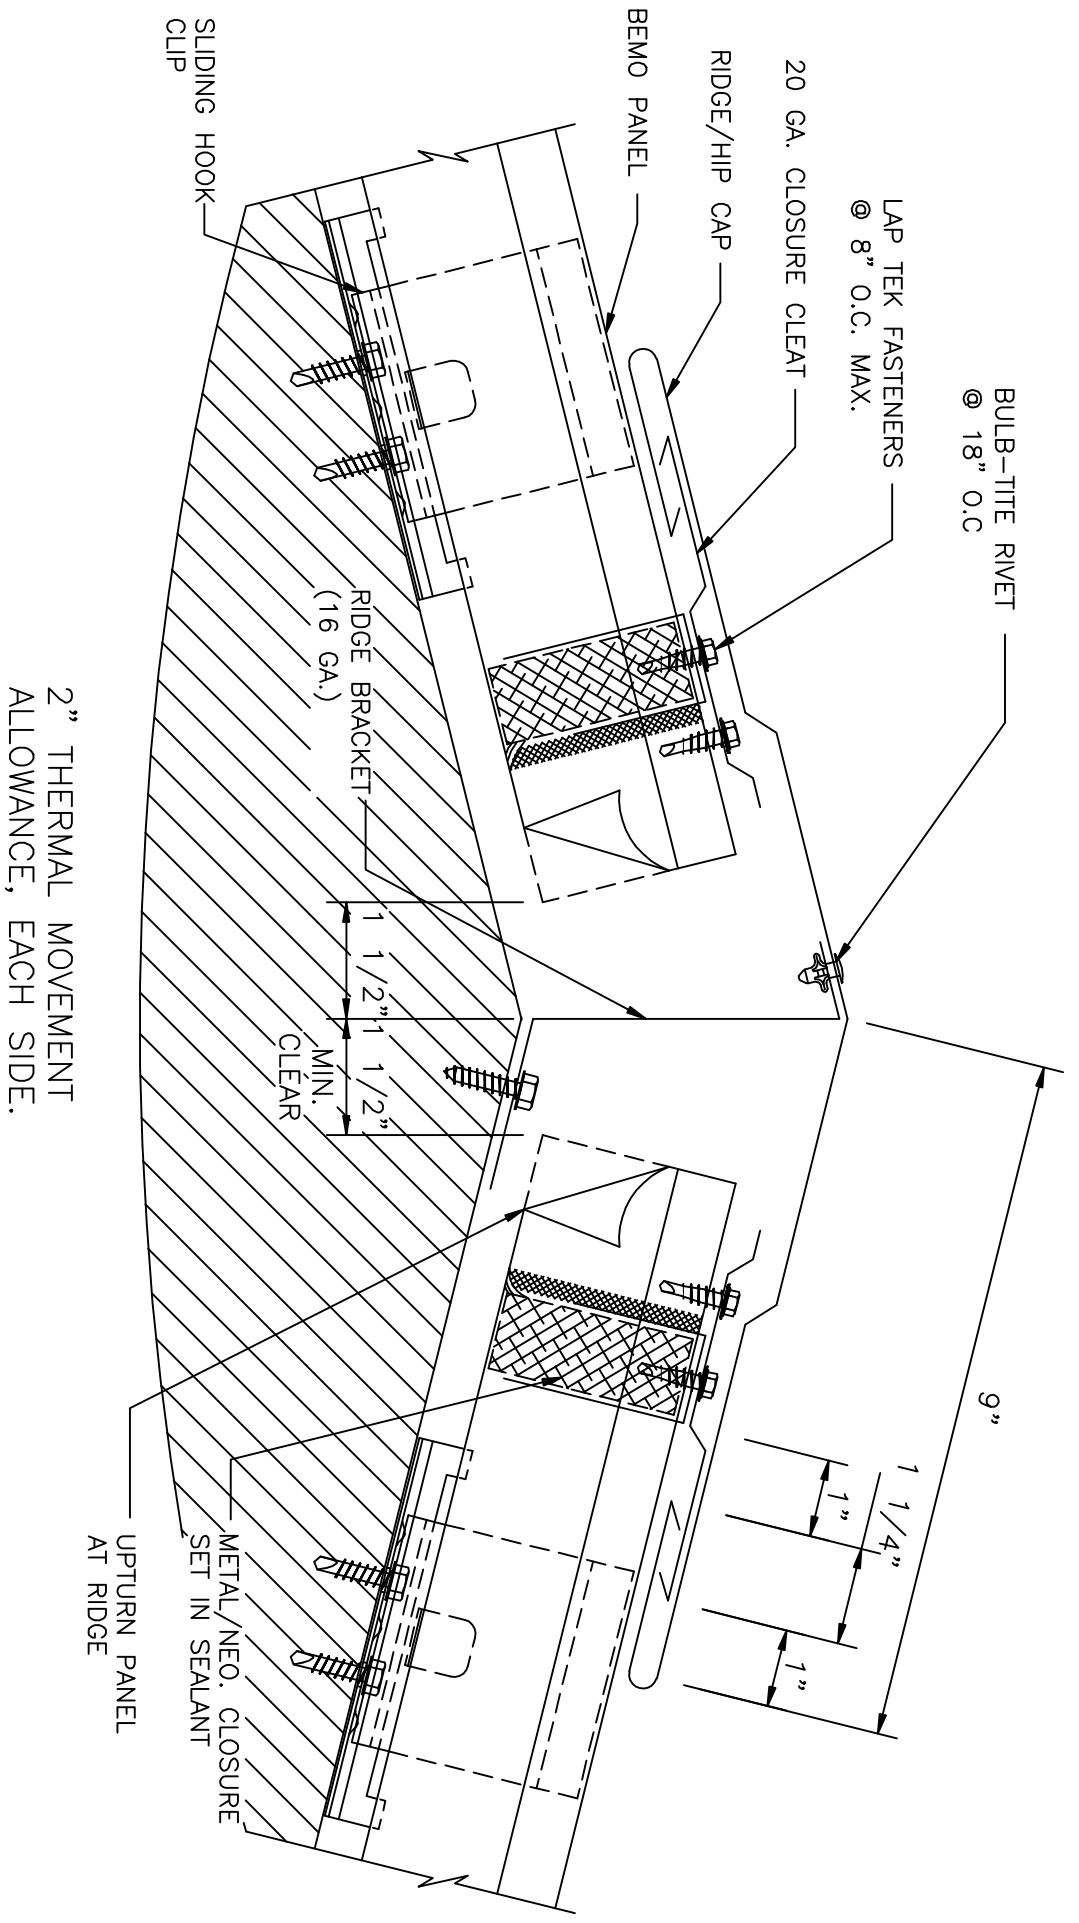 BULB-TITE RIVET
@ 18" O.C
LAP TEK FASTENERS
@ 8" O.C. MAX.
20 GA. CLOSURE CLEAT
RIDGE/HIP CAP
BEMO PANEL
SLIDING HOOK
CLIP
9"
1 1/4"
1"
1"
RIDGE BRACKET
(16 GA.)
1 1/2"
1 1/2"
MIN.
CLEAR
METAL/NEO. CLOSURE
SET IN SEALANT
UPTURN PANEL
AT RIDGE
2" THERMAL MOVEMENT
ALLOWANCE, EACH SIDE.